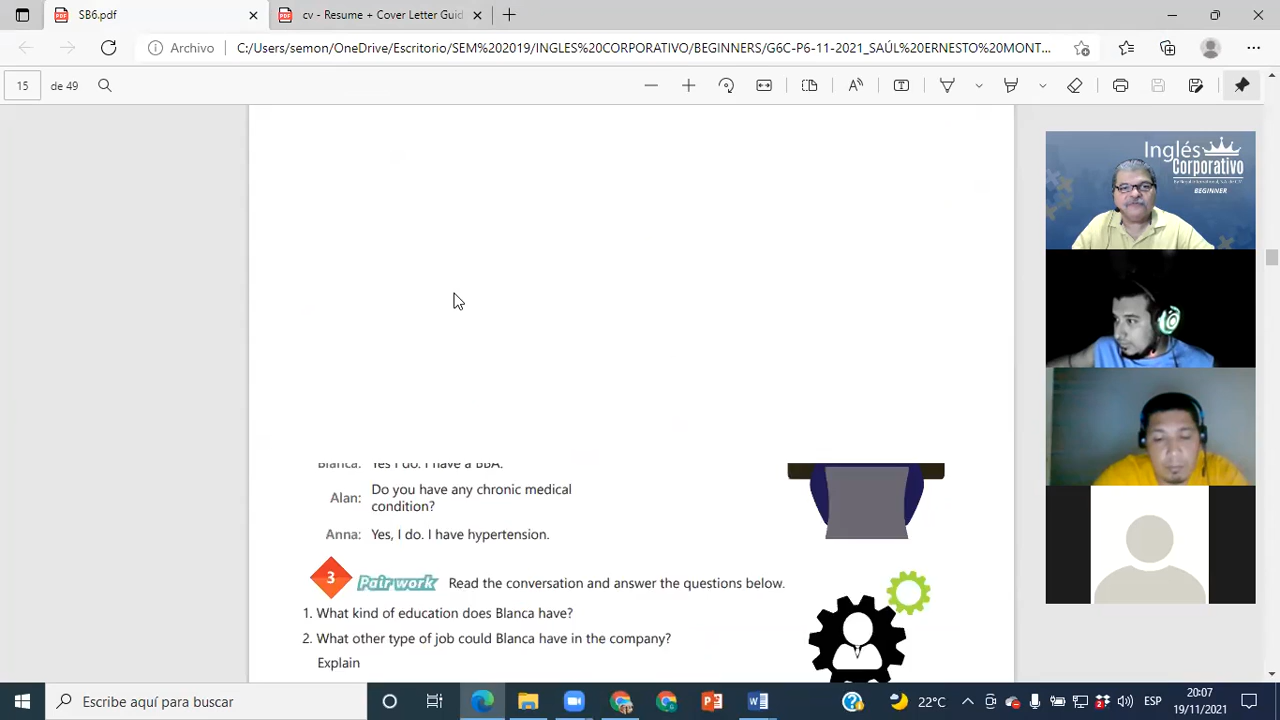 SB6.pdf
cv - Resume + Cover Letter Guid
Archivo
C:/Users/semon/OneDrive/Escritorio/SEM%202019/INGLES%20CORPORATIVO/BEGINNERS/G6C-P6-11-2021_SAÚL%20ERNESTO%20MONT...
15
de 49
Inglés
Corporativo
BEGINNER
Blanca: Yes I do. I have a BBA.
Alan: Do you have any chronic medical
condition?
Anna: Yes, I do. I have hypertension.
3 Pair work Read the conversation and answer the questions below.
1. What kind of education does Blanca have?
2. What other type of job could Blanca have in the company?
Explain
Escribe aquí para buscar
22°C
ESP
20:07
19/11/2021